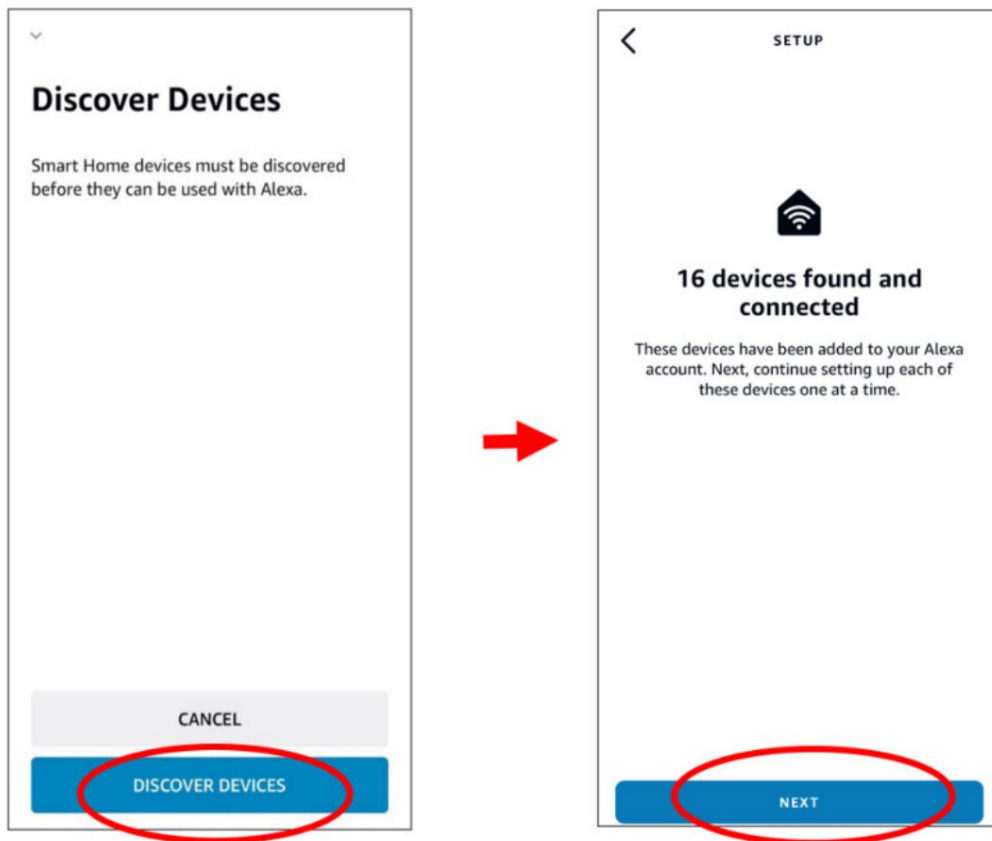 Discover Devices
Smart Home devices must be discovered
before they can be used with Alexa.
CANCEL
DISCOVER DEVICES
SETUP
16 devices found and
connected
These devices have been added to your Alexa
account. Next, continue setting up each of
these devices one at a time.
NEXT